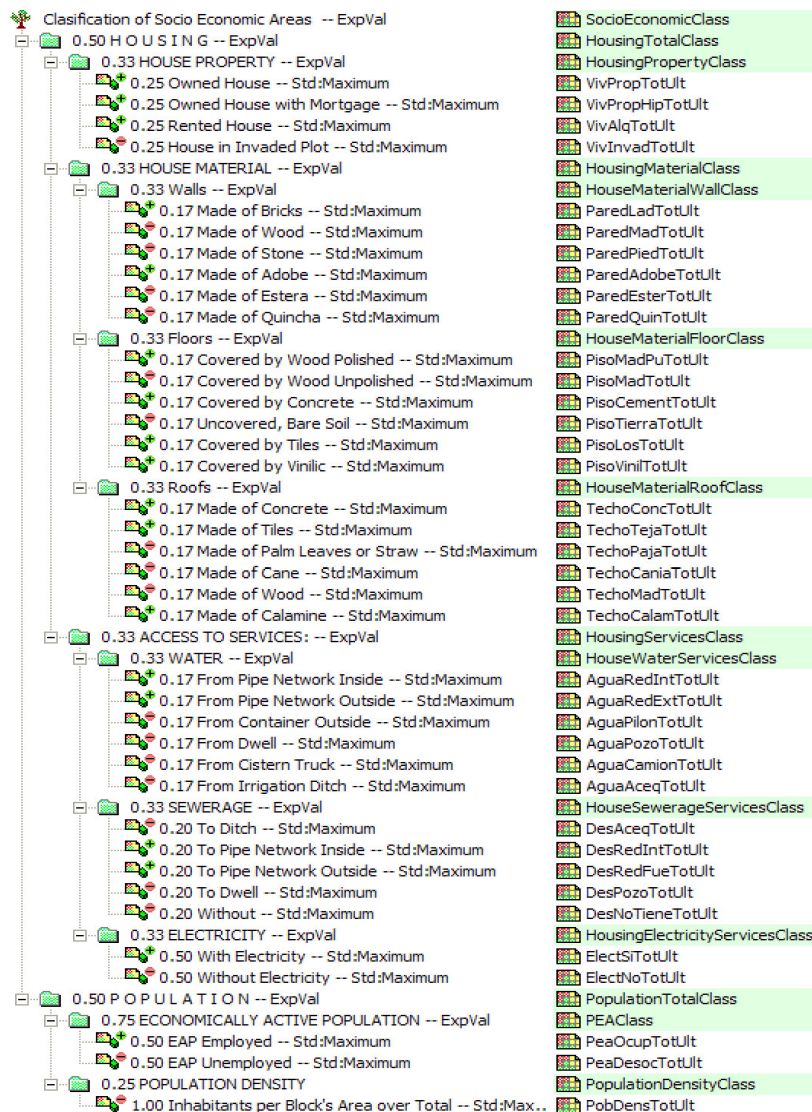 Clasification of Socio Economic Areas -- ExpVal SocioEconomicClass
0.50 H O U S I N G -- ExpVal HousingTotalClass
0.33 HOUSE PROPERTY -- ExpVal HousingPropertyClass
0.25 Owned House -- Std:Maximum VivPropTotUlt
0.25 Owned House with Mortgage -- Std:Maximum VivPropHipTotUlt
0.25 Rented House -- Std:Maximum VivAlqTotUlt
0.25 House in Invaded Plot -- Std:Maximum VivInvadTotUlt
0.33 HOUSE MATERIAL -- ExpVal HousingMaterialClass
0.33 Walls -- ExpVal HouseMaterialWallClass
0.17 Made of Bricks -- Std:Maximum ParedLadTotUlt
0.17 Made of Wood -- Std:Maximum ParedMadTotUlt
0.17 Made of Stone -- Std:Maximum ParedPiedTotUlt
0.17 Made of Adobe -- Std:Maximum ParedAdobeTotUlt
0.17 Made of Estera -- Std:Maximum ParedEsterTotUlt
0.17 Made of Quincha -- Std:Maximum ParedQuinTotUlt
0.33 Floors -- ExpVal HouseMaterialFloorClass
0.17 Covered by Wood Polished -- Std:Maximum PisoMadPuTotUlt
0.17 Covered by Wood Unpolished -- Std:Maximum PisoMadTotUlt
0.17 Covered by Concrete -- Std:Maximum PisoCementTotUlt
0.17 Uncovered, Bare Soil -- Std:Maximum PisoTierraTotUlt
0.17 Covered by Tiles -- Std:Maximum PisoLosTotUlt
0.17 Covered by Vinilic -- Std:Maximum PisoVinilTotUlt
0.33 Roofs -- ExpVal HouseMaterialRoofClass
0.17 Made of Concrete -- Std:Maximum TechoConcTotUlt
0.17 Made of Tiles -- Std:Maximum TechoTejaTotUlt
0.17 Made of Palm Leaves or Straw -- Std:Maximum TechoPajaTotUlt
0.17 Made of Cane -- Std:Maximum TechoCaniaTotUlt
0.17 Made of Wood -- Std:Maximum TechoMadTotUlt
0.17 Made of Calamine -- Std:Maximum TechoCalamTotUlt
0.33 ACCESS TO SERVICES: -- ExpVal HousingServicesClass
0.33 WATER -- ExpVal HouseWaterServicesClass
0.17 From Pipe Network Inside -- Std:Maximum AguaRedIntTotUlt
0.17 From Pipe Network Outside -- Std:Maximum AguaRedExtTotUlt
0.17 From Container Outside -- Std:Maximum AguaPilonTotUlt
0.17 From Dwell -- Std:Maximum AguaPozoTotUlt
0.17 From Cistern Truck -- Std:Maximum AguaCamionTotUlt
0.17 From Irrigation Ditch -- Std:Maximum AguaAceqTotUlt
0.33 SEWERAGE -- ExpVal HouseSewerageServicesClass
0.20 To Ditch -- Std:Maximum DesAceqTotUlt
0.20 To Pipe Network Inside -- Std:Maximum DesRedIntTotUlt
0.20 To Pipe Network Outside -- Std:Maximum DesRedFueTotUlt
0.20 To Dwell -- Std:Maximum DesPozoTotUlt
0.20 Without -- Std:Maximum DesNoTieneTotUlt
0.33 ELECTRICITY -- ExpVal HousingElectricityServicesClass
0.50 With Electricity -- Std:Maximum ElectSiTotUlt
0.50 Without Electricity -- Std:Maximum ElectNoTotUlt
0.50 P O P U L A T I O N -- ExpVal PopulationTotalClass
0.75 ECONOMICALLY ACTIVE POPULATION -- ExpVal PEAClass
0.50 EAP Employed -- Std:Maximum PeaOcupTotUlt
0.50 EAP Unemployed -- Std:Maximum PeaDesocTotUlt
0.25 POPULATION DENSITY PopulationDensityClass
1.00 Inhabitants per Block's Area over Total -- Std:Max.. PobDensTotUlt